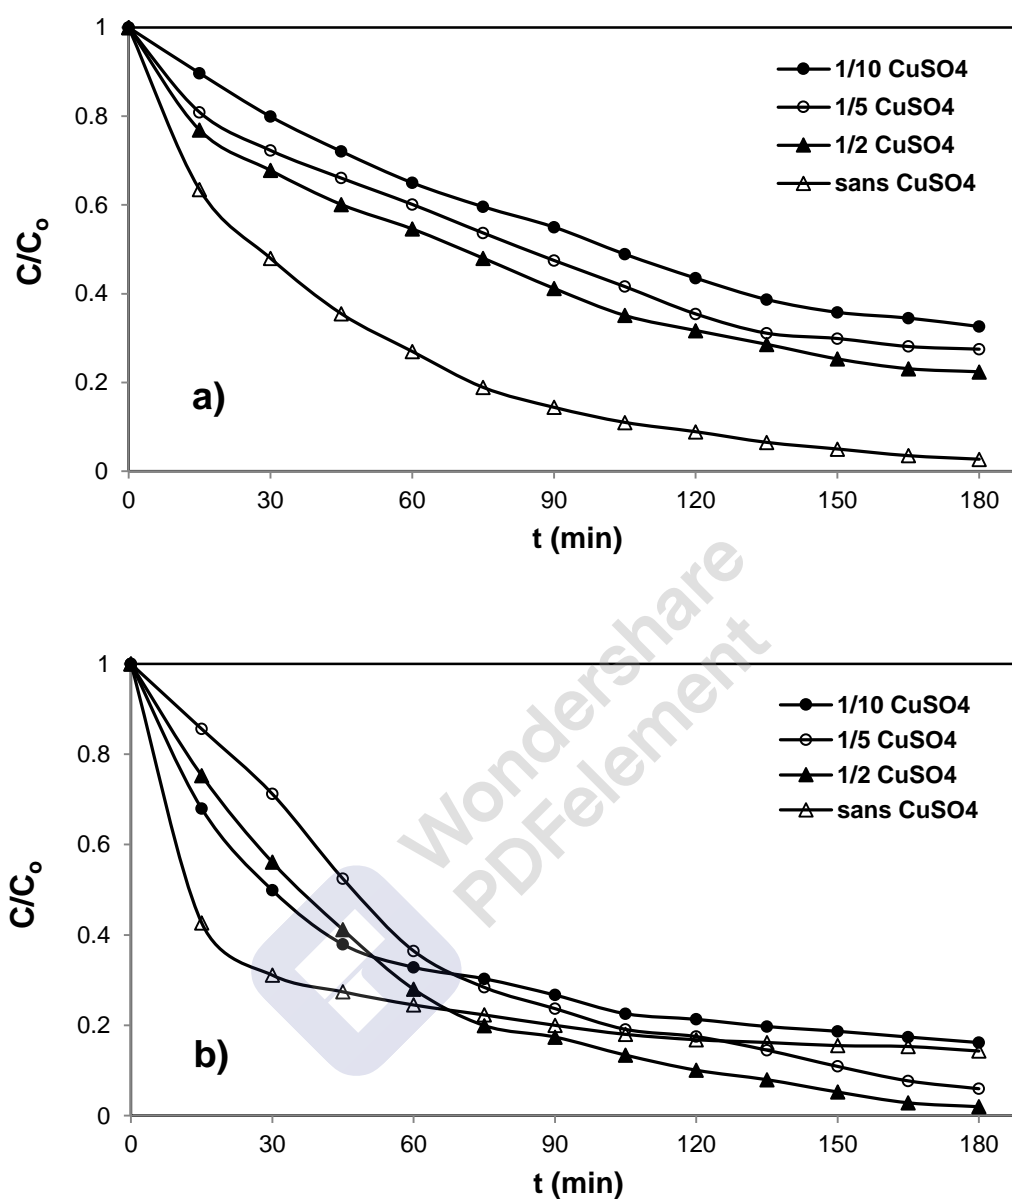 1
0.8
0.6
0.4
0.2
0
C/Co
1/10 CuSO4
1/5 CuSO4
1/2 CuSO4
sans CuSO4
a)
0 30 60 90 120 150 180
t (min)
Wondershare
PDFelement
1
0.8
0.6
0.4
0.2
0
C/Co
1/10 CuSO4
1/5 CuSO4
1/2 CuSO4
sans CuSO4
b)
0 30 60 90 120 150 180
t (min)